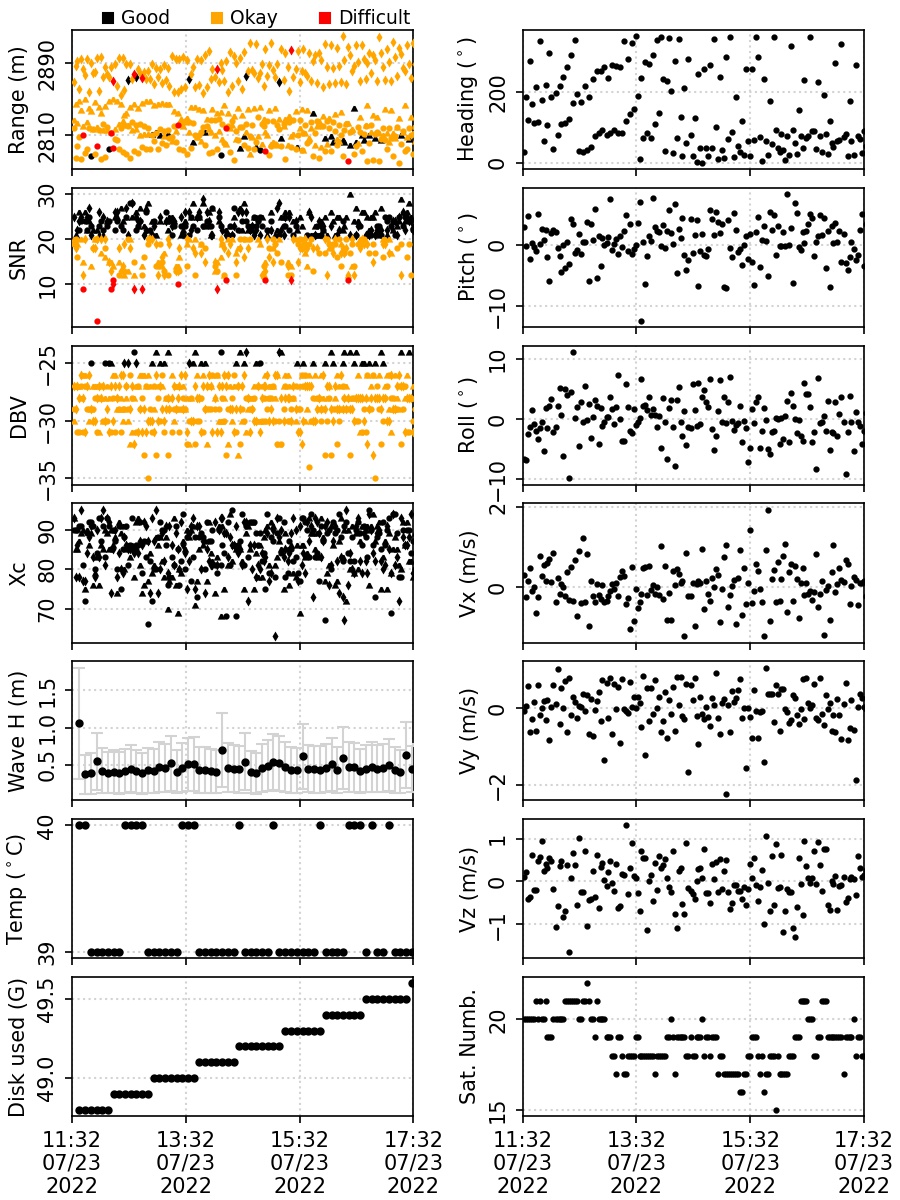 Good Okay Difficult
Range (m)
2890
2810
Heading (°)
200
0
SNR
30
20
10
Pitch (°)
0
−10
DBV
−25
−30
−35
Roll (°)
10
0
−10
Xc
90
80
70
Vx (m/s)
2
0
Wave H (m)
1.5
1.0
0.5
Vy (m/s)
0
−2
Temp (°C)
40
39
Vz (m/s)
1
0
−1
Disk used (G)
49.5
49.0
Sat. Numb.
20
15
11:32 13:32 15:32 17:32
07/23 07/23 07/23 07/23
2022 2022 2022 2022
11:32 13:32 15:32 17:32
07/23 07/23 07/23 07/23
2022 2022 2022 2022